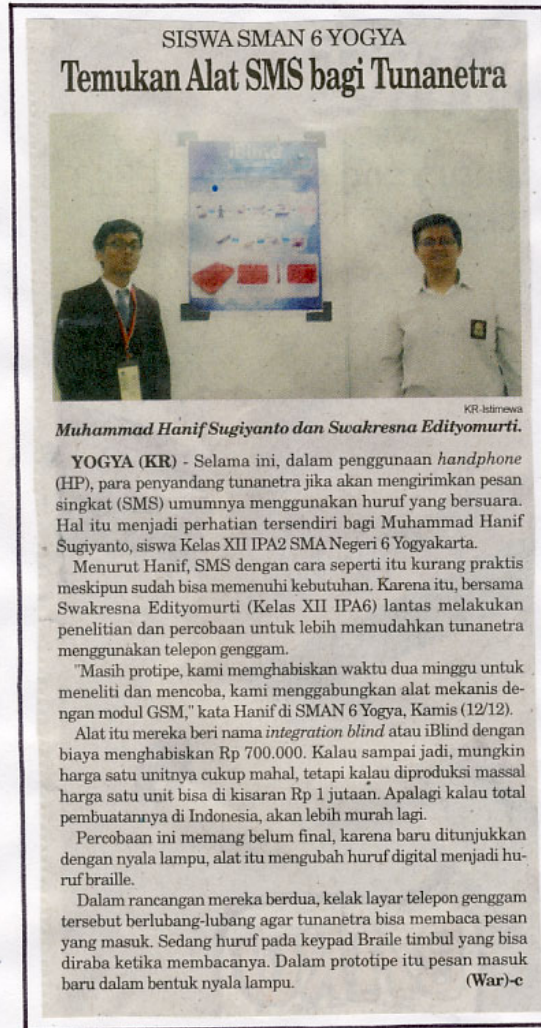 SISWA SMAN 6 YOGYA
Temukan Alat SMS bagi Tunanetra
KR-Istimewa
Muhammad Hanif Sugiyanto dan Swakresna Edityomurti.
YOGYA (KR) - Selama ini, dalam penggunaan handphone
(HP), para penyandang tunanetra jika akan mengirimkan pesan
singkat (SMS) umumnya menggunakan huruf yang bersuara.
Hal itu menjadi perhatian tersendiri bagi Muhammad Hanif
Sugiyanto, siswa Kelas XII IPA2 SMA Negeri 6 Yogyakarta.
Menurut Hanif, SMS dengan cara seperti itu kurang praktis
meskipun sudah bisa memenuhi kebutuhan. Karena itu, bersama
Swakresna Edityomurti (Kelas XII IPA6) lantas melakukan
penelitian dan percobaan untuk lebih memudahkan tunanetra
menggunakan telepon genggam.
"Masih protipe, kami memghabiskan waktu dua minggu untuk
meneliti dan mencoba, kami menggabungkan alat mekanis de-
ngan modul GSM," kata Hanif di SMAN 6 Yogya, Kamis (12/12).
Alat itu mereka beri nama integration blind atau iBlind dengan
biaya menghabiskan Rp 700.000. Kalau sampai jadi, mungkin
harga satu unitnya cukup mahal, tetapi kalau diproduksi massal
harga satu unit bisa di kisaran Rp 1 jutaan. Apalagi kalau total
pembuatannya di Indonesia, akan lebih murah lagi.
Percobaan ini memang belum final, karena baru ditunjukkan
dengan nyala lampu, alat itu mengubah huruf digital menjadi hu-
ruf braille.
Dalam rancangan mereka berdua, kelak layar telepon genggam
tersebut berlubang-lubang agar tunanetra bisa membaca pesan
yang masuk. Sedang huruf pada keypad Braile timbul yang bisa
diraba ketika membacanya. Dalam prototipe itu pesan masuk
baru dalam bentuk nyala lampu. (War)-c